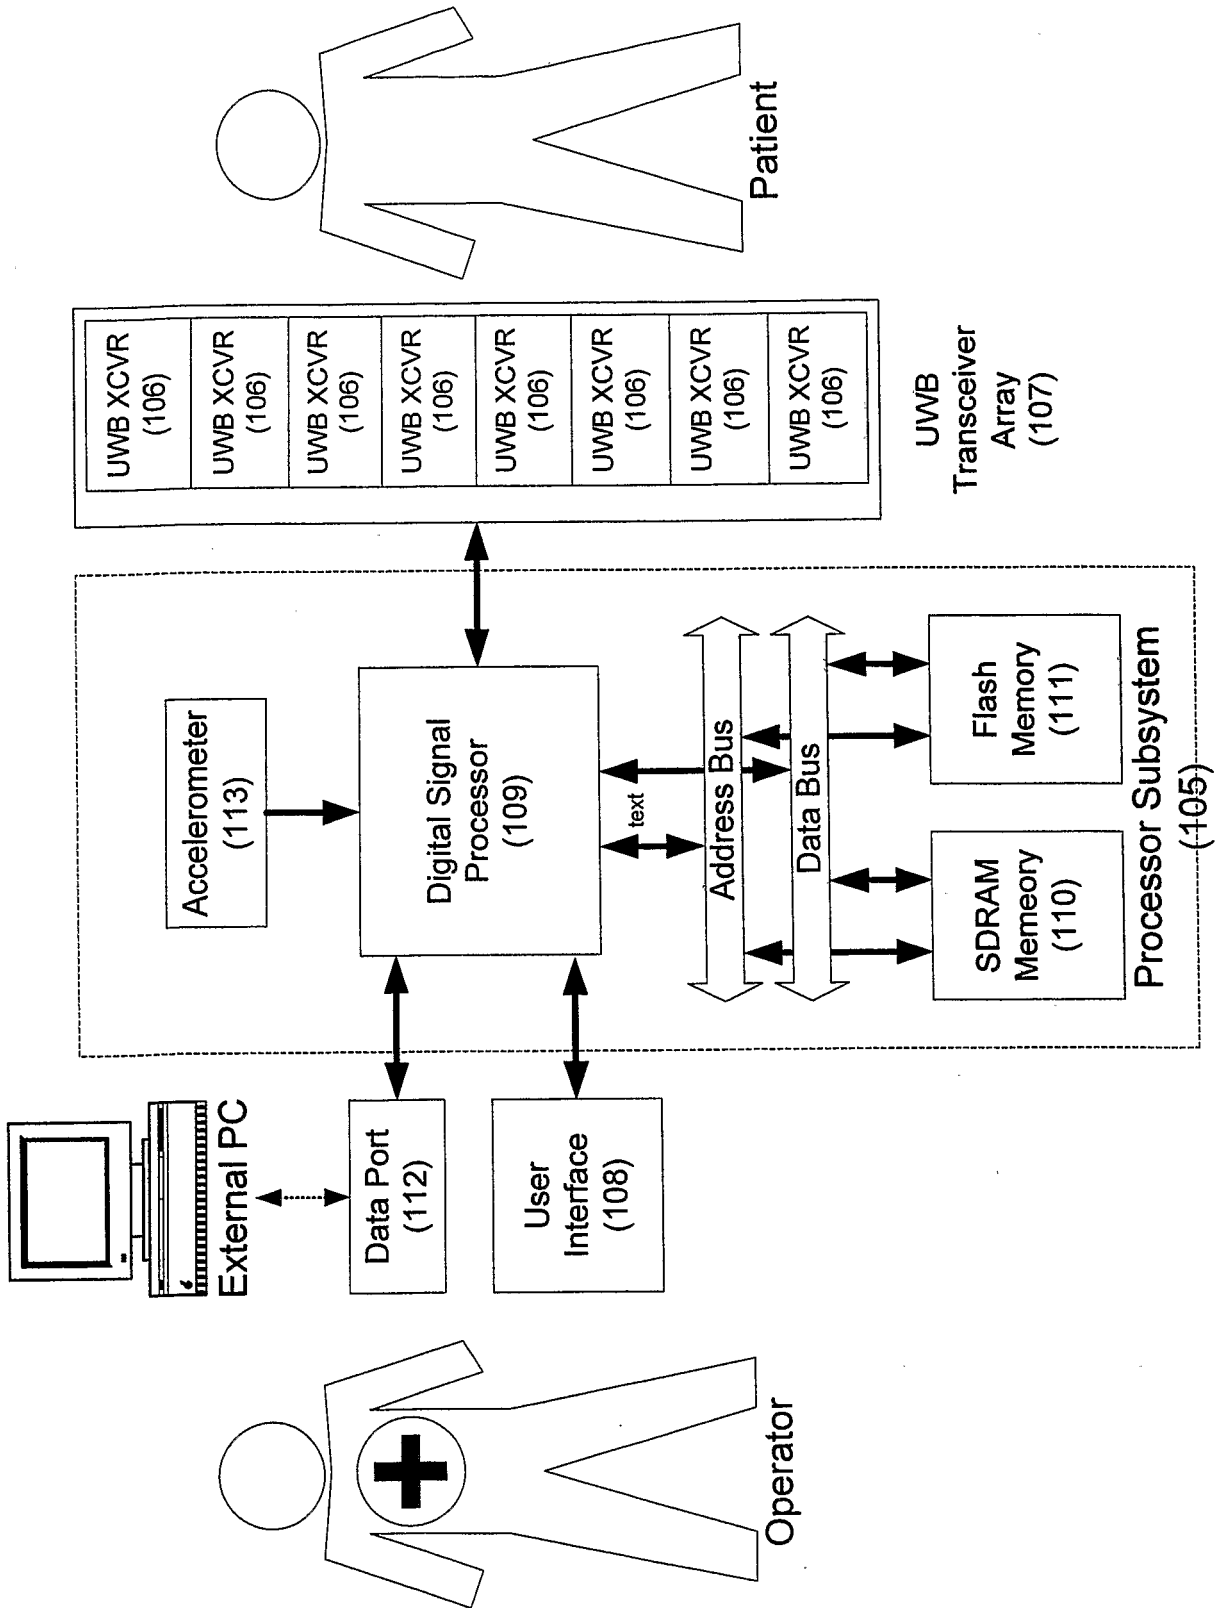 External PC
Data Port
(112)
User
Interface
(108)
Operator
Accelerometer
(113)
Digital Signal
Processor
(109)
text
Address Bus
Data Bus
SDRAM
Memeory
(110)
Flash
Memory
(111)
Processor Subsystem
(105)
UWB XCVR
(106)
UWB XCVR
(106)
UWB XCVR
(106)
UWB XCVR
(106)
UWB XCVR
(106)
UWB XCVR
(106)
UWB XCVR
(106)
UWB XCVR
(106)
UWB
Transceiver
Array
(107)
Patient